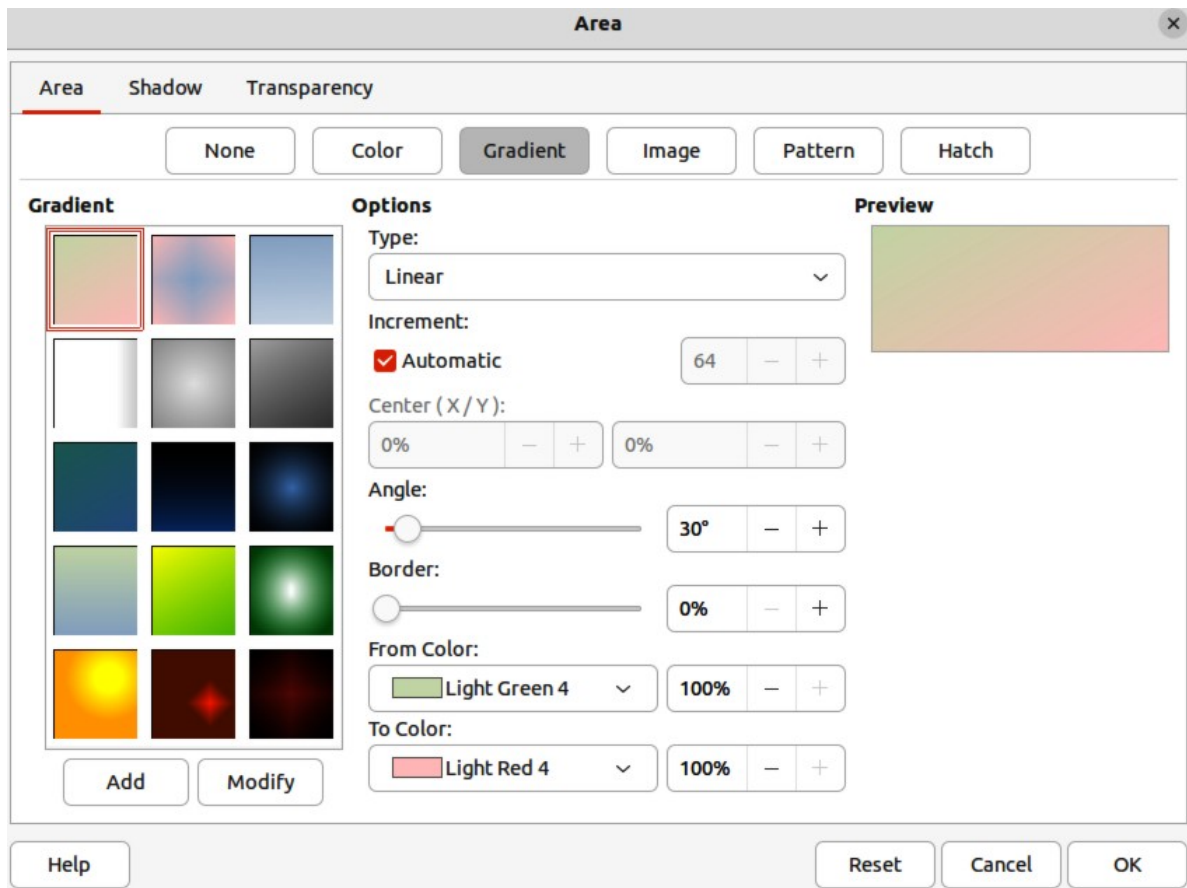 Area
Area Shadow Transparency
None Color Gradient Image Pattern Hatch
Gradient
Options
Type:
Linear
Increment:
Automatic 64
Center ( X / Y ):
0% 0%
Angle:
30°
Border:
0%
From Color:
Light Green 4 100%
To Color:
Light Red 4 100%
Preview
Add Modify
Help Reset Cancel OK